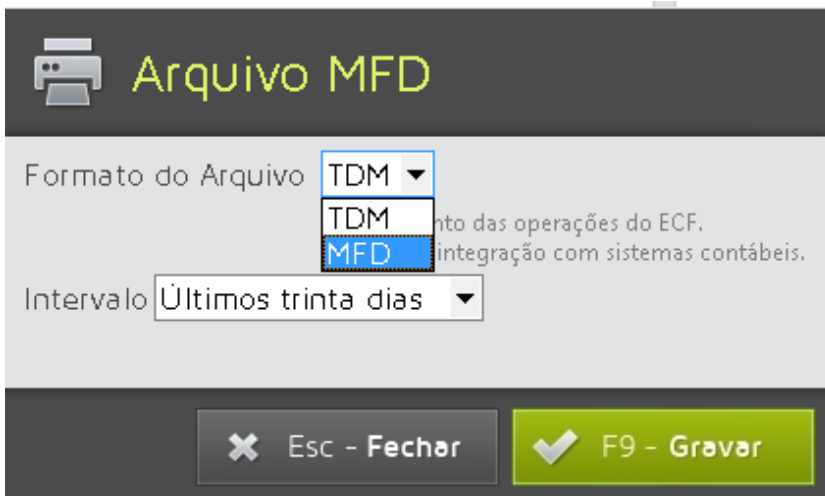 Arquivo MFD
Formato do Arquivo TDM
TDM
das operações do ECF.
MFD
integração com sistemas contábeis.
Intervalo Últimos trinta dias
Esc - Fechar
F9 - Gravar